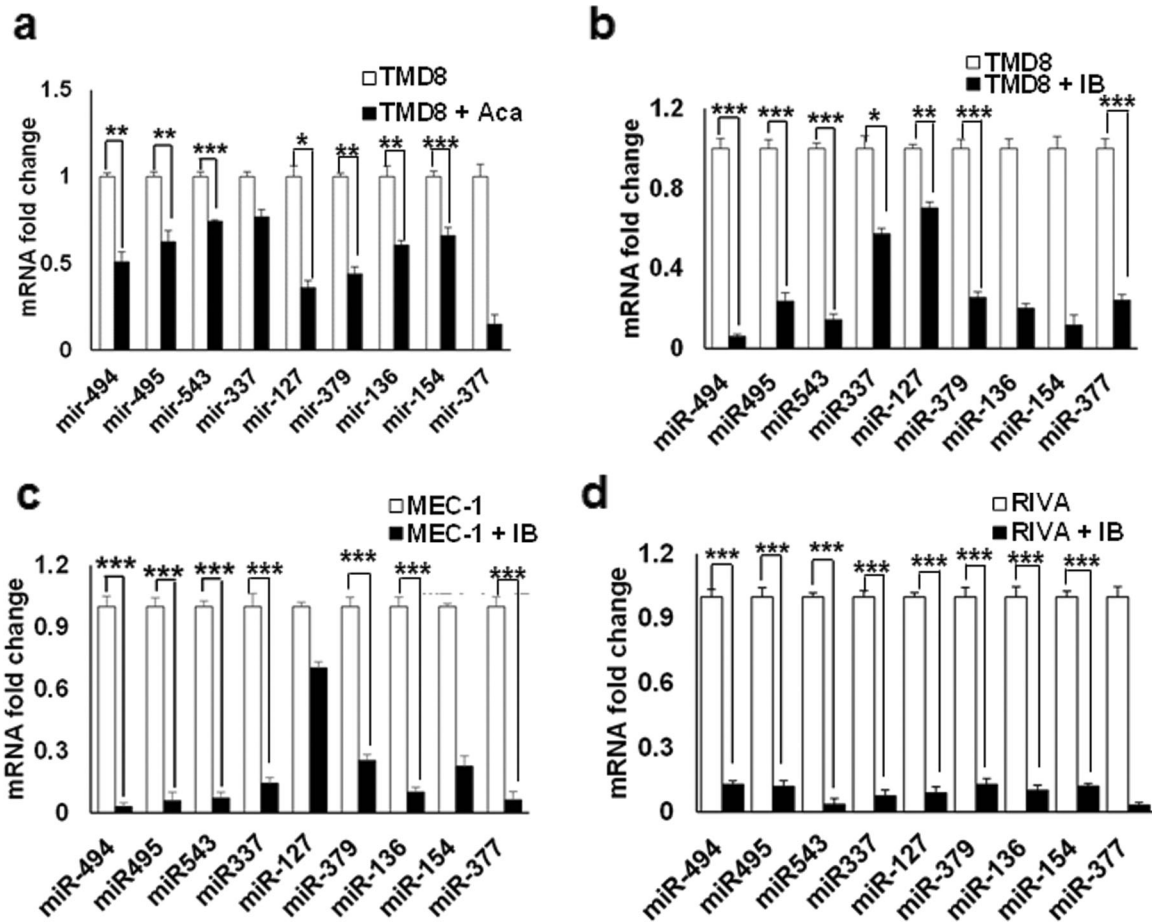 a
TMD8
TMD8 + Aca
mRNA fold change
1.5
1
0.5
0
** ** *** * ** ** ***
mir-494 mir-495 mir-543 mir-337 mir-127 mir-379 mir-136 mir-154 mir-377
b
TMD8
TMD8 + IB
mRNA fold change
1.2
0.8
0.4
0
*** *** *** * ** *** ***
miR-494 miR495 miR543 miR337 miR-127 miR-379 miR-136 miR-154 miR-377
c
MEC-1
MEC-1 + IB
mRNA fold change
1.2
0.9
0.6
0.3
0
*** *** *** *** *** *** ***
miR-494 miR495 miR543 miR337 miR-127 miR-379 miR-136 miR-154 miR-377
d
RIVA
RIVA + IB
mRNA fold change
1.2
0.9
0.6
0.3
0
*** *** *** *** *** *** *** ***
miR-494 miR495 miR543 miR337 miR-127 miR-379 miR-136 miR-154 miR-377